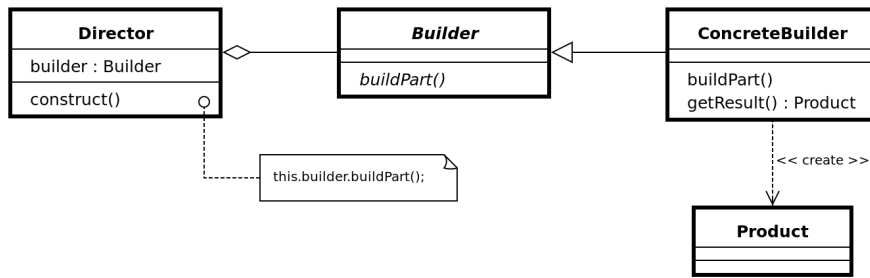 Director
builder : Builder
construct()
this.builder.buildPart();
Builder
buildPart()
ConcreteBuilder
buildPart()
getResult() : Product
<< create >>
Product